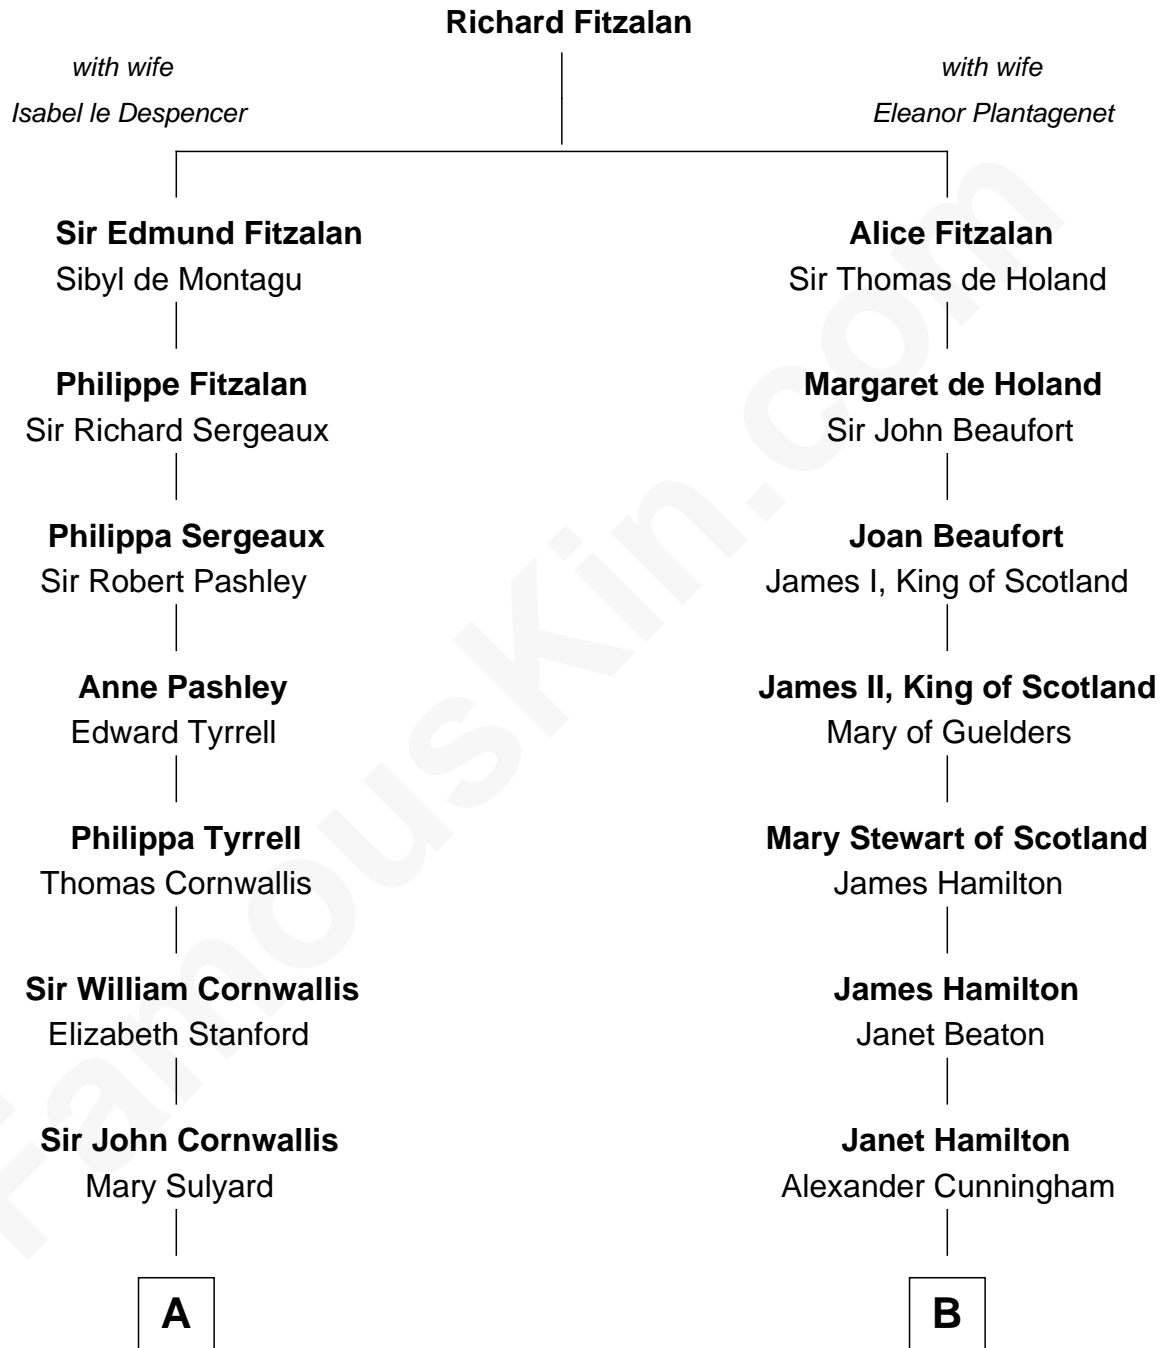 Richard Fitzalan
with wife
Isabel le Despencer
with wife
Eleanor Plantagenet
Sir Edmund Fitzalan
Sibyl de Montagu
Alice Fitzalan
Sir Thomas de Holand
Philippe Fitzalan
Sir Richard Sergeaux
Margaret de Holand
Sir John Beaufort
Philippa Sergeaux
Sir Robert Pashley
Joan Beaufort
James I, King of Scotland
Anne Pashley
Edward Tyrrell
James II, King of Scotland
Mary of Guelders
Philippa Tyrrell
Thomas Cornwallis
Mary Stewart of Scotland
James Hamilton
Sir William Cornwallis
Elizabeth Stanford
James Hamilton
Janet Beaton
Sir John Cornwallis
Mary Sulyard
Janet Hamilton
Alexander Cunningham
A
B
FamousKin.com